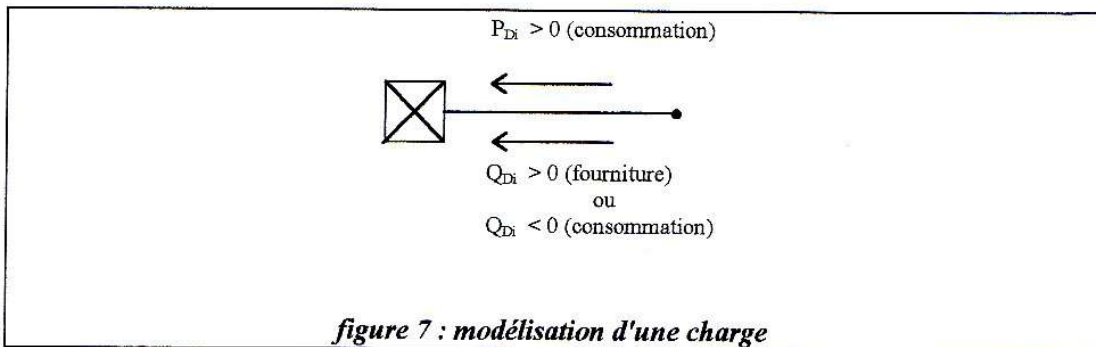 P_Di > 0 (consommation)
Q_Di > 0 (fourniture)
ou
Q_Di < 0 (consommation)
figure 7 : modélisation d'une charge